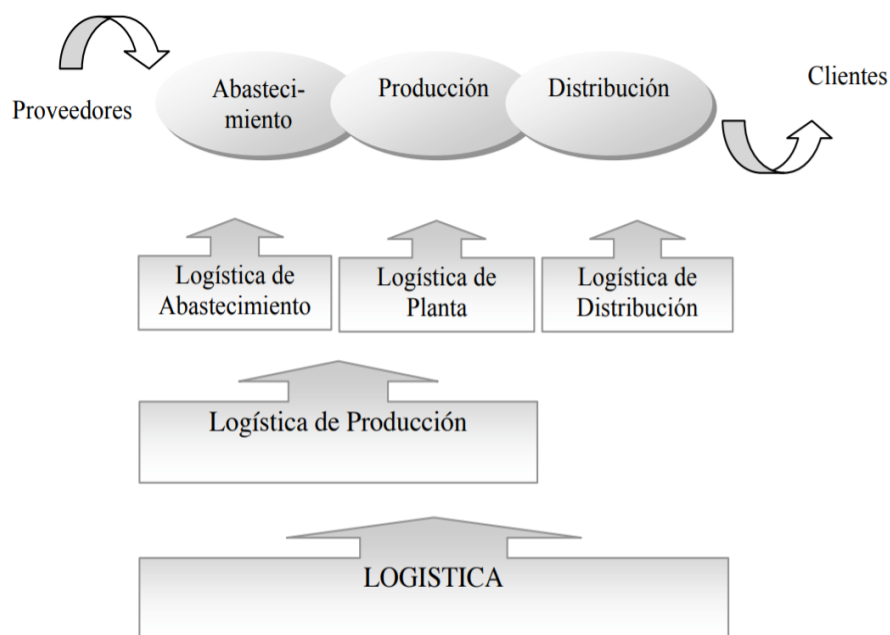 Proveedores
Abasteci-
miento
Producción
Distribución
Clientes
Logística de
Abastecimiento
Logística de
Planta
Logística de
Distribución
Logística de Producción
LOGISTICA